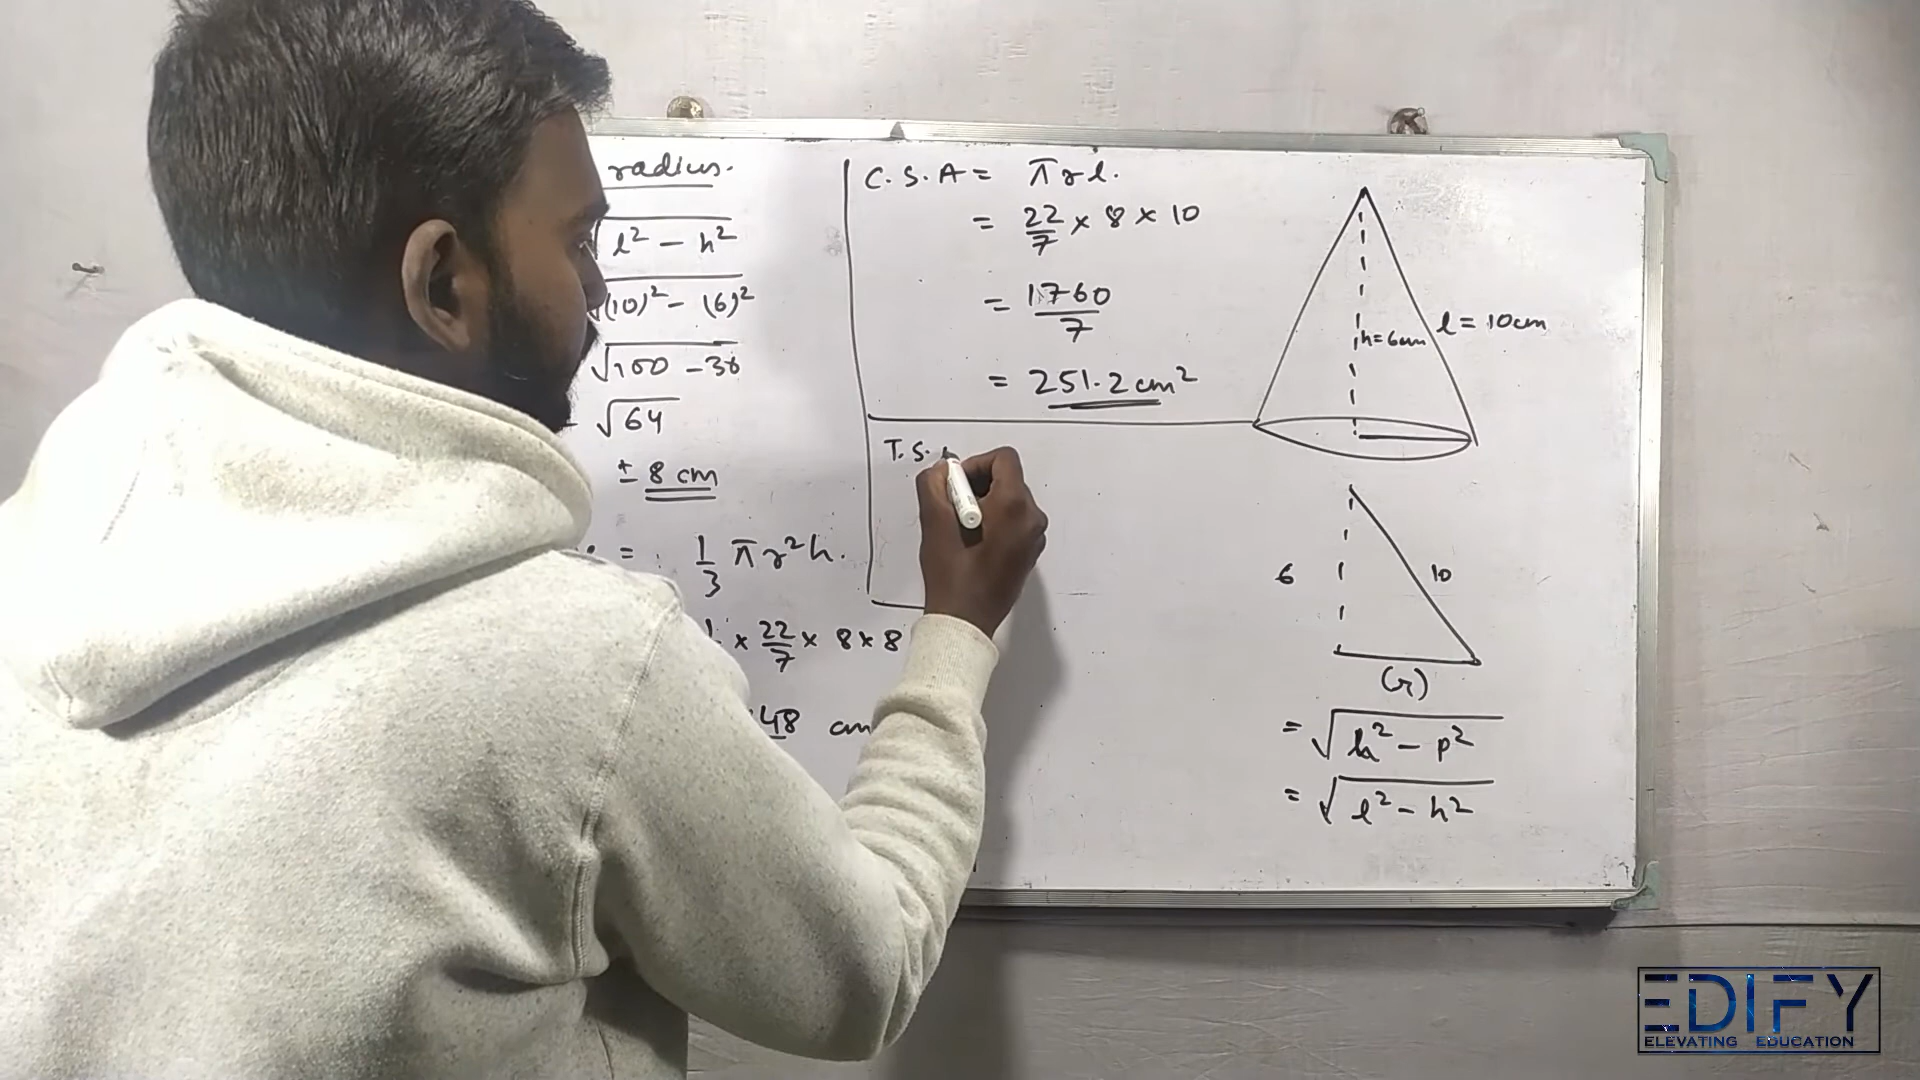 radius.
√l² - h²
√(10)² - (6)²
√100 - 36
√64
± 8 cm
= 1/3 πr²h.
× 22/7 × 8 × 8
48 cm
C.S.A = πrl.
= 22/7 × 8 × 10
= 1760/7
= 251.2 cm²
T.S.
h=6cm
l = 10cm
6
10
(r)
= √h² - p²
= √l² - h²
EDIFY
ELEVATING EDUCATION